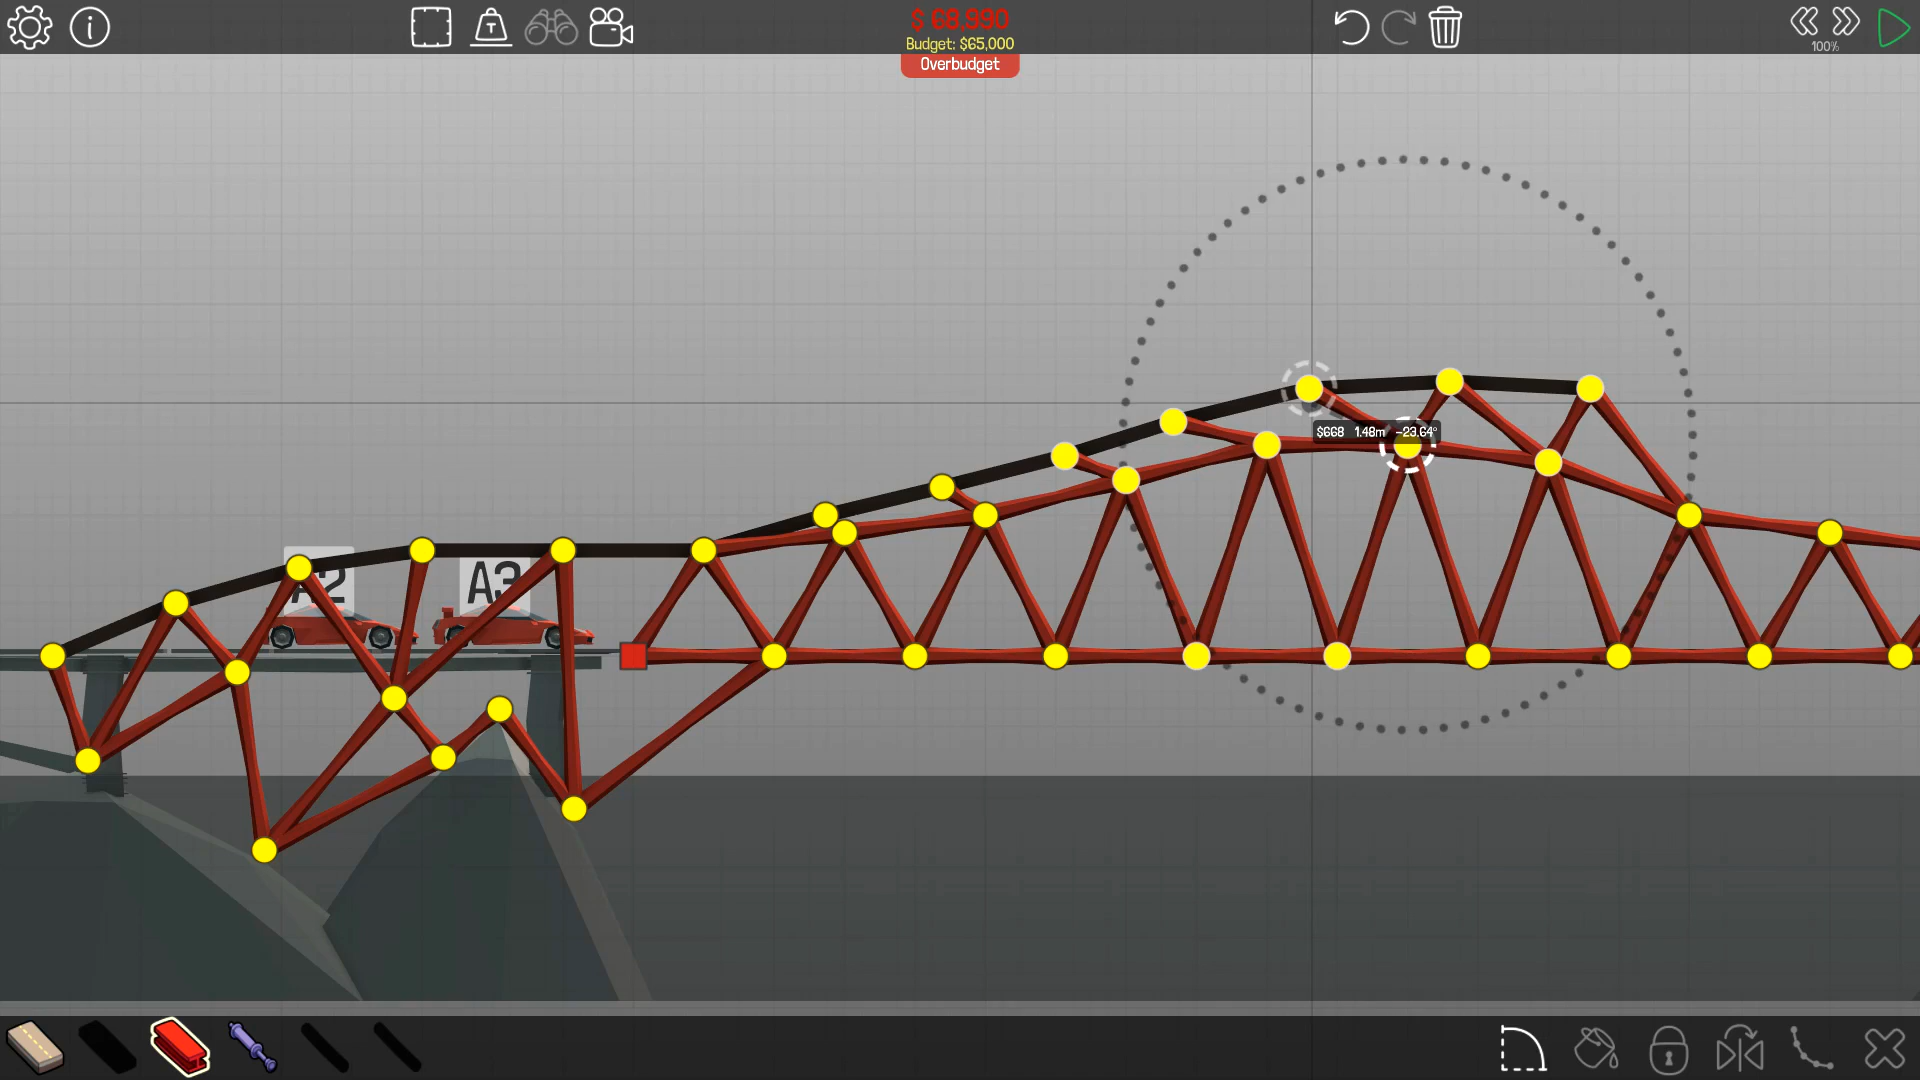 $ 68,990
Budget: $65,000
Overbudget
100%
$668 1.48m -23.64°
A2
A3